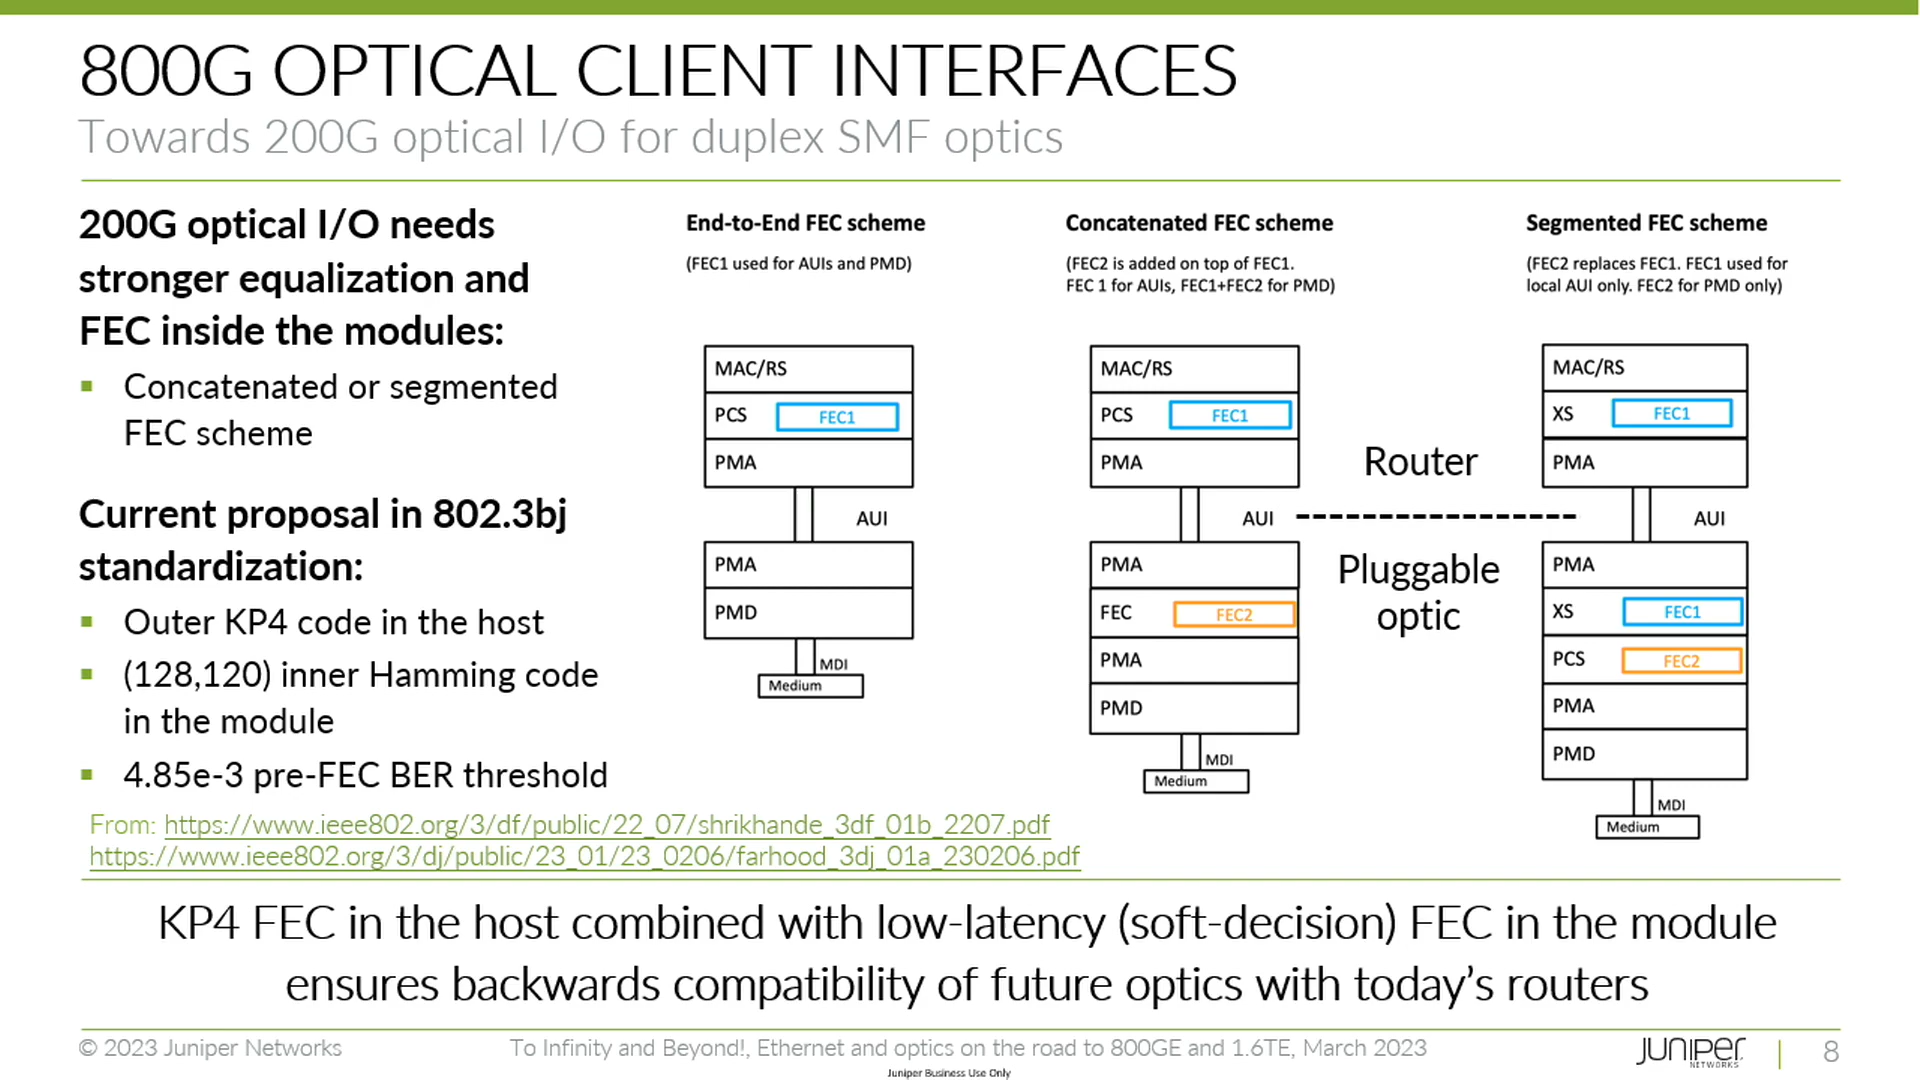 800G OPTICAL CLIENT INTERFACES
Towards 200G optical I/O for duplex SMF optics
200G optical I/O needs
stronger equalization and
FEC inside the modules:
Concatenated or segmented
FEC scheme
Current proposal in 802.3bj
standardization:
Outer KP4 code in the host
(128,120) inner Hamming code
in the module
4.85e-3 pre-FEC BER threshold
From: https://www.ieee802.org/3/df/public/22_07/shrikhande_3df_01b_2207.pdf
https://www.ieee802.org/3/dj/public/23_01/23_0206/farhood_3dj_01a_230206.pdf
End-to-End FEC scheme
(FEC1 used for AUIs and PMD)
MAC/RS
PCS FEC1
PMA
AUI
PMA
PMD
MDI
Medium
Concatenated FEC scheme
(FEC2 is added on top of FEC1.
FEC 1 for AUIs, FEC1+FEC2 for PMD)
MAC/RS
PCS FEC1
PMA
AUI
PMA
FEC FEC2
PMA
PMD
MDI
Medium
Router
Pluggable
optic
Segmented FEC scheme
(FEC2 replaces FEC1. FEC1 used for
local AUI only. FEC2 for PMD only)
MAC/RS
XS FEC1
PMA
AUI
PMA
XS FEC1
PCS FEC2
PMA
PMD
MDI
Medium
KP4 FEC in the host combined with low-latency (soft-decision) FEC in the module
ensures backwards compatibility of future optics with today's routers
© 2023 Juniper Networks
To Infinity and Beyond!, Ethernet and optics on the road to 800GE and 1.6TE, March 2023
Juniper Business Use Only
JUNIPER
NETWORKS
8